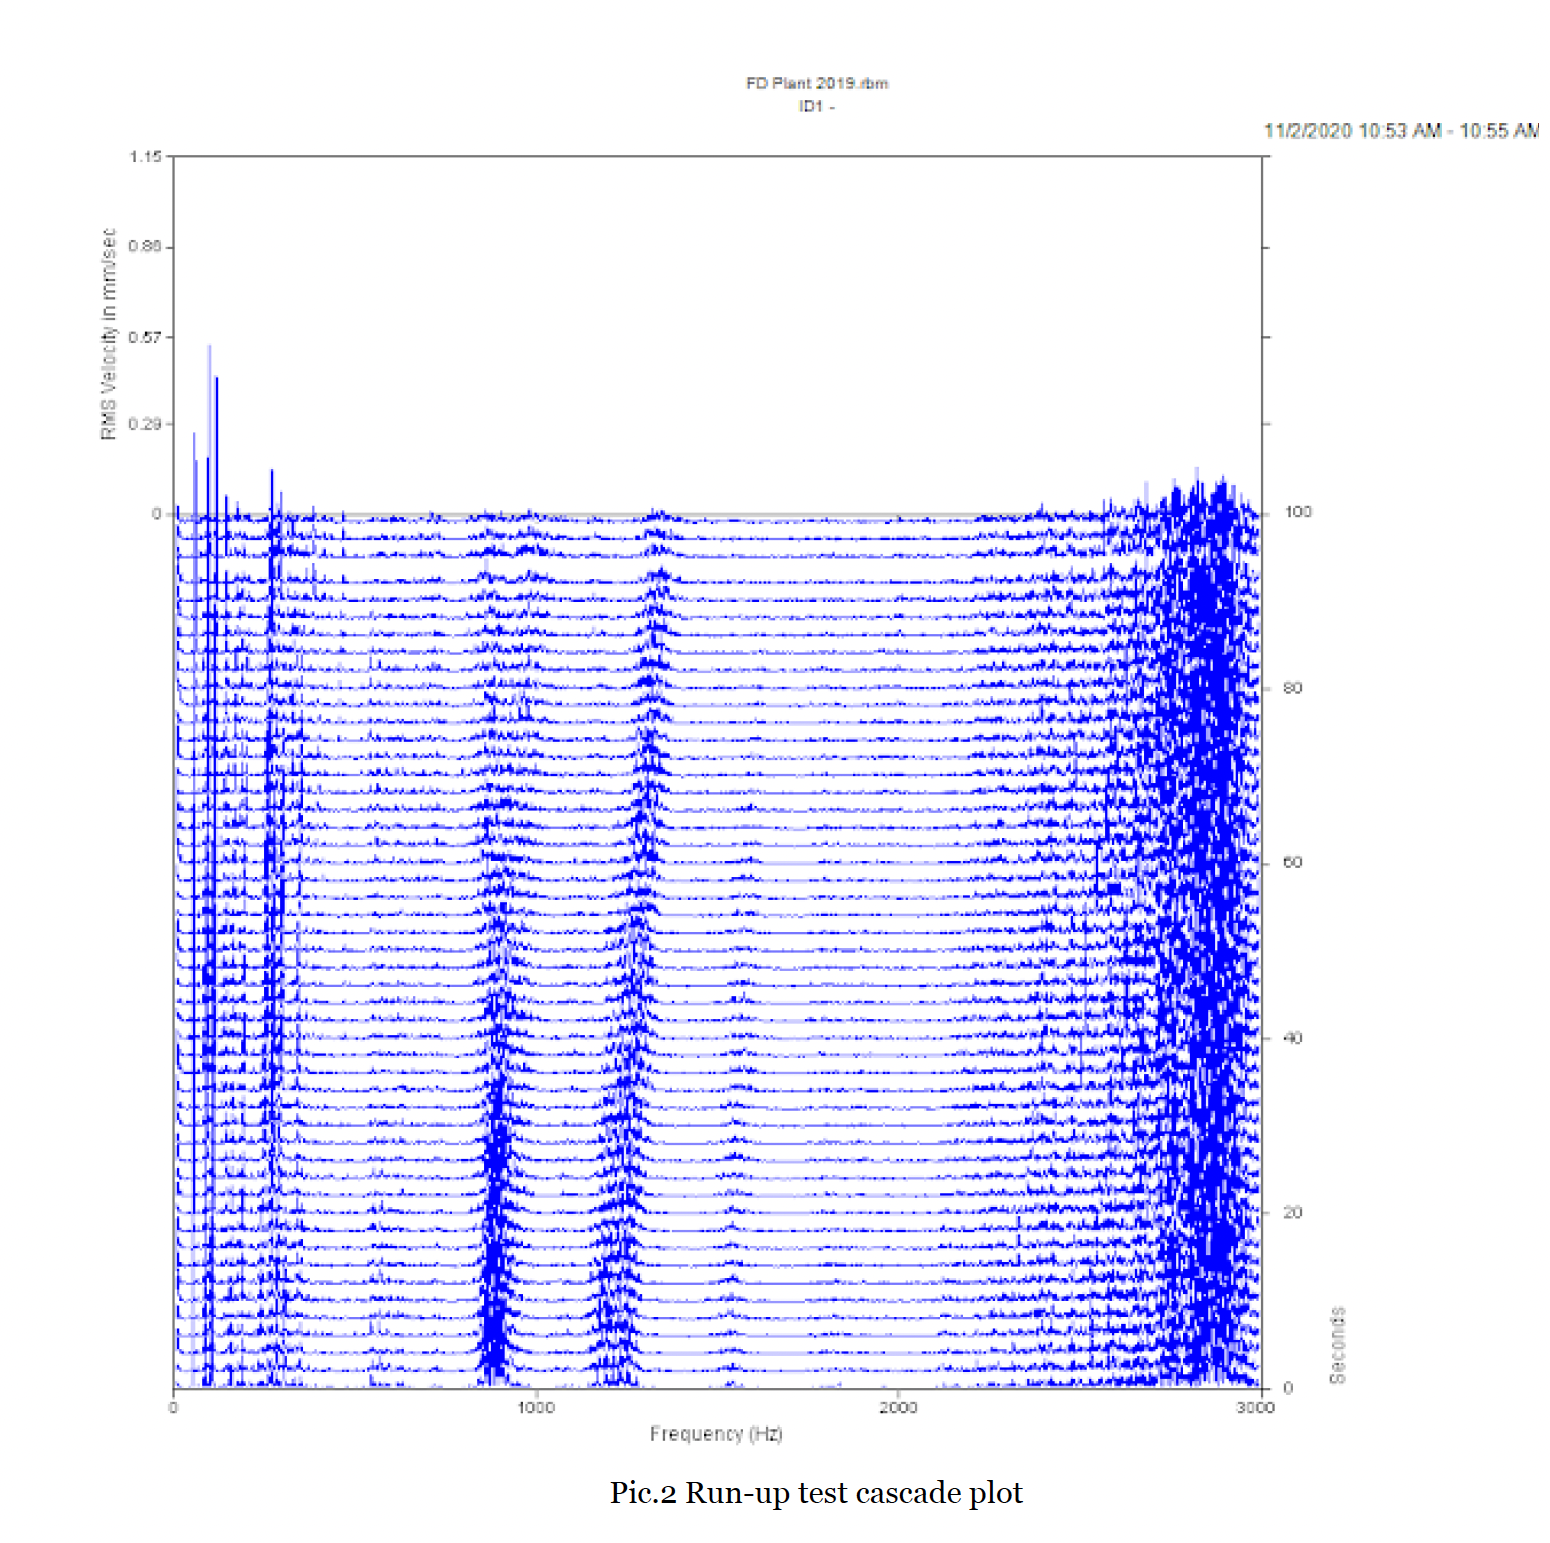 FD Plant 2019.rbm
ID1 -
11/2/2020 10:53 AM - 10:55 AM
1.15
0.86
0.57
0.29
0
RMS Velocity in mm/sec
100
80
60
40
20
0
Seconds
0 1000 2000 3000
Frequency (Hz)
Pic.2 Run-up test cascade plot